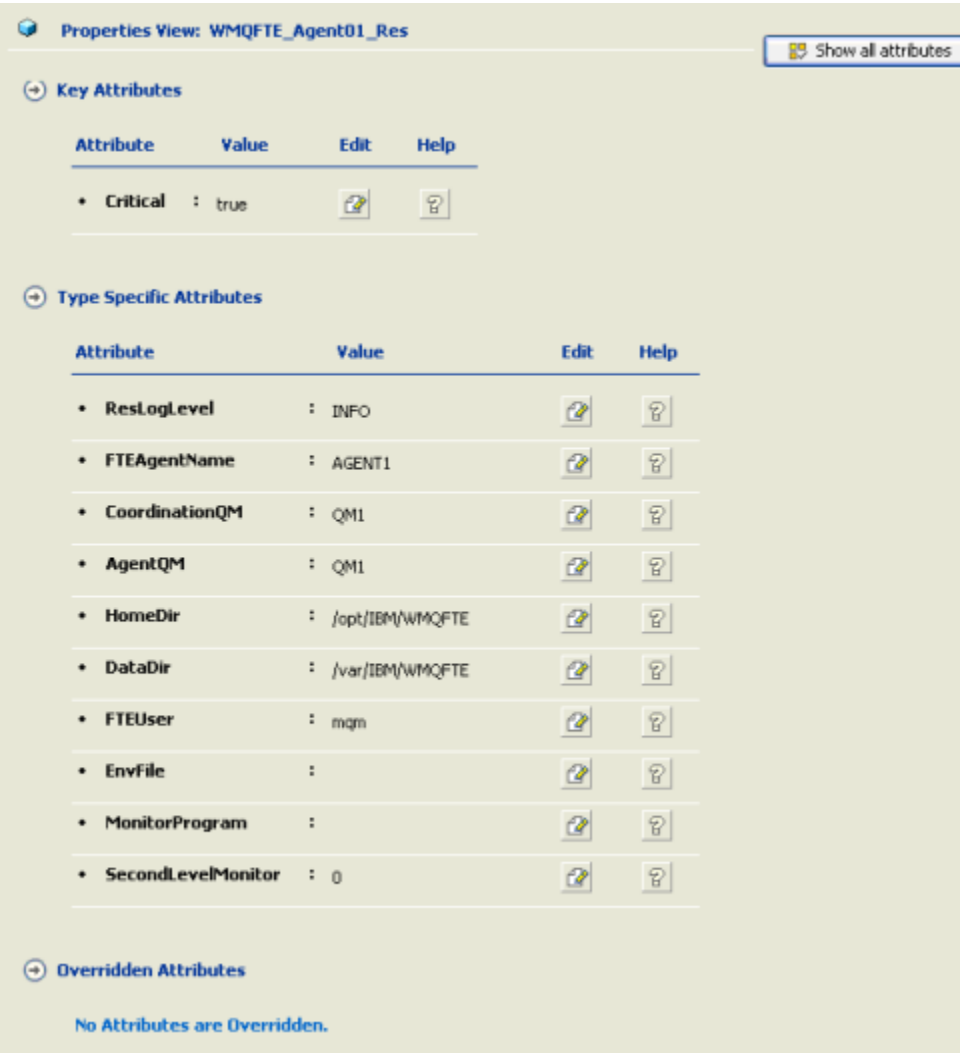 Properties View: WMQFTE_Agent01_Res
Show all attributes
Key Attributes
Attribute Value Edit Help
• Critical : true
Type Specific Attributes
Attribute Value Edit Help
• ResLogLevel : INFO
• FTEAgentName : AGENT1
• CoordinationQM : QM1
• AgentQM : QM1
• HomeDir : /opt/IBM/WMQFTE
• DataDir : /var/IBM/WMQFTE
• FTEUser : mqm
• EnvFile :
• MonitorProgram :
• SecondLevelMonitor : 0
Overridden Attributes
No Attributes are Overridden.